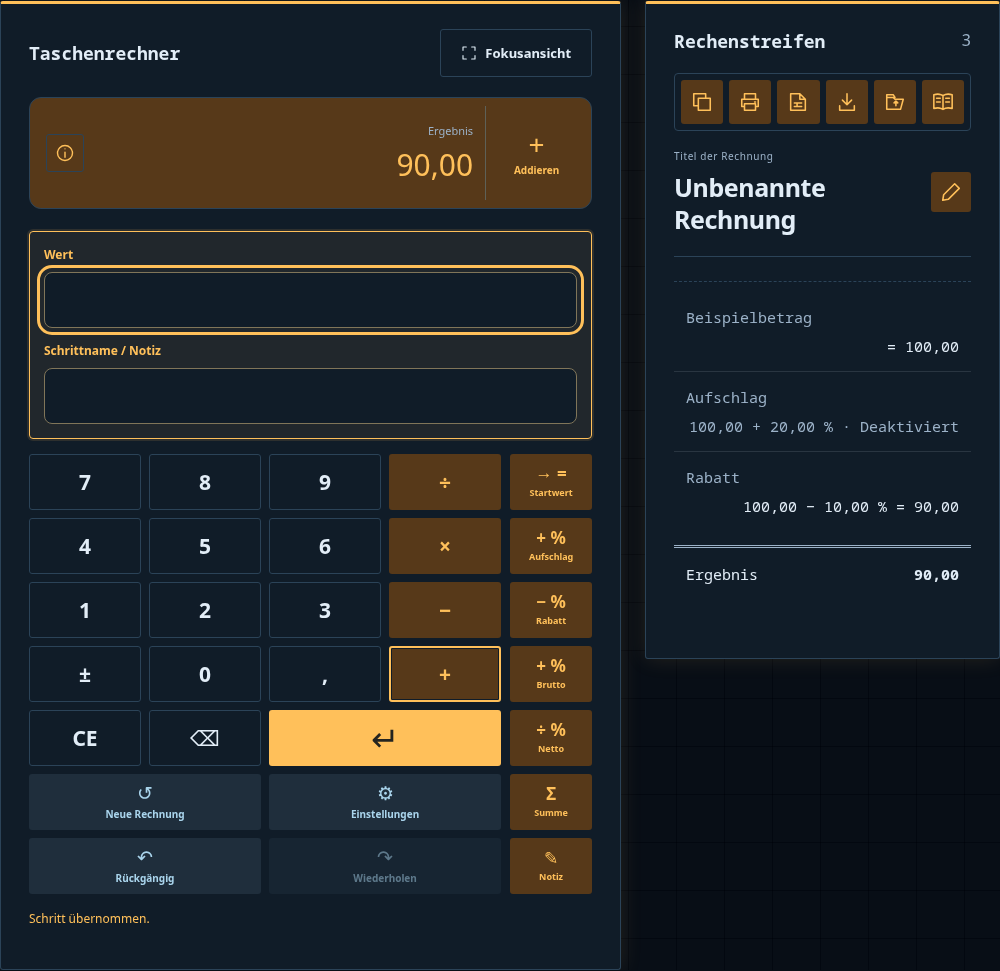 Taschenrechner
Fokusansicht
Ergebnis
90,00
+
Addieren
Wert
Schrittname / Notiz
7 8 9 ÷ → =
Startwert
4 5 6 × + %
Aufschlag
1 2 3 − − %
Rabatt
± 0 , + + %
Brutto
CE ⌫ ↵ ÷ %
Netto
↺ ⚙ Σ
Neue Rechnung Einstellungen Summe
↶ ↷ ✎
Rückgängig Wiederholen Notiz
Schritt übernommen.
Rechenstreifen 3
Titel der Rechnung
Unbenannte
Rechnung
Beispielbetrag
= 100,00
Aufschlag
100,00 + 20,00 % · Deaktiviert
Rabatt
100,00 − 10,00 % = 90,00
Ergebnis 90,00